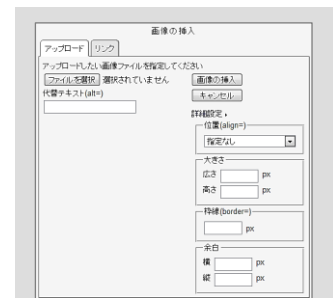 画像の挿入
アップロード リンク
アップロードしたい画像ファイルを指定してください
ファイルを選択 選択されていません
代替テキスト(alt=)
画像の挿入
キャンセル
詳細設定
位置(align=)
指定なし
大きさ
広さ px
高さ px
枠線(border=)
px
余白
横 px
縦 px